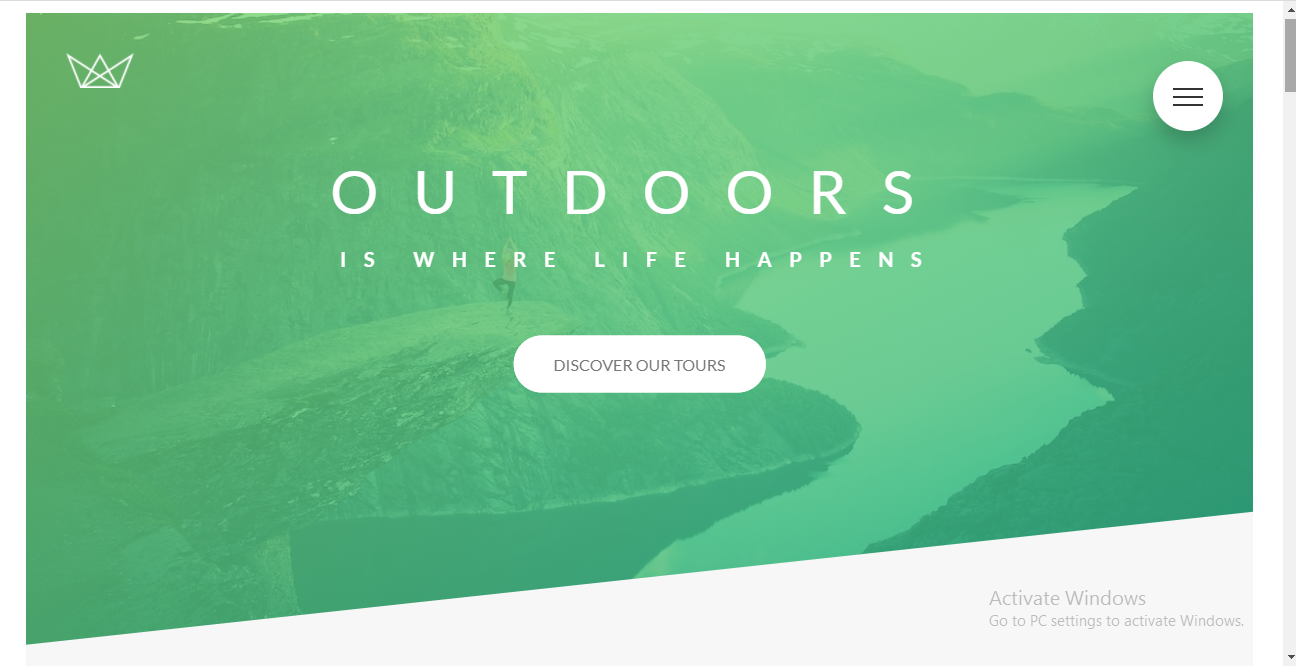 OUTDOORS
IS WHERE LIFE HAPPENS
DISCOVER OUR TOURS
Activate Windows
Go to PC settings to activate Windows.